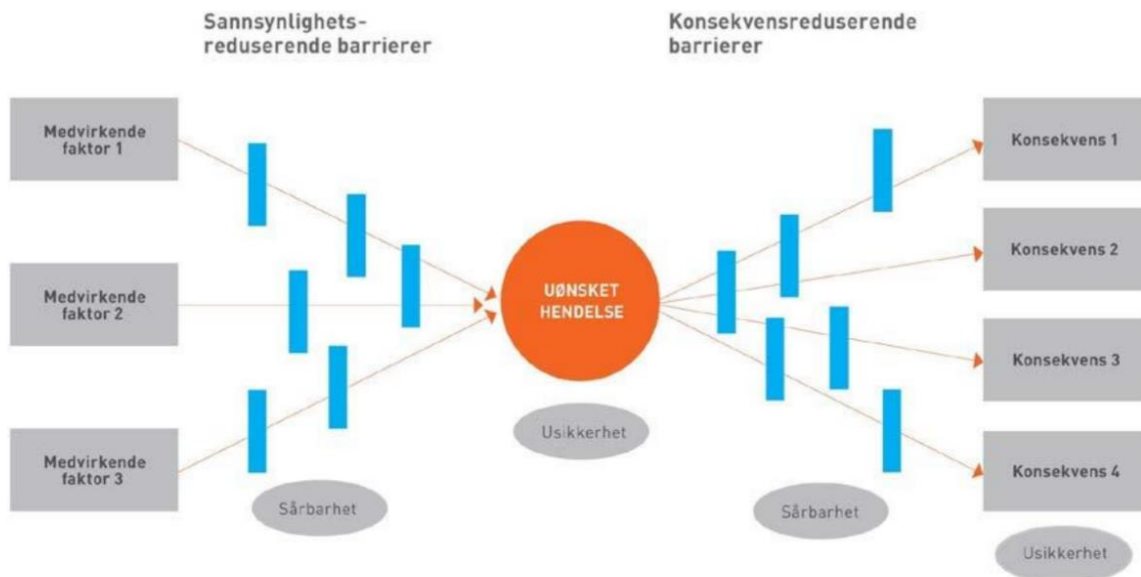 Sannsynlighets-
reduserende barrierer
Konsekvensreduserende
barrierer
Medvirkende
faktor 1
Medvirkende
faktor 2
Medvirkende
faktor 3
UØNSKET
HENDELSE
Konsekvens 1
Konsekvens 2
Konsekvens 3
Konsekvens 4
Sårbarhet
Usikkerhet
Sårbarhet
Usikkerhet